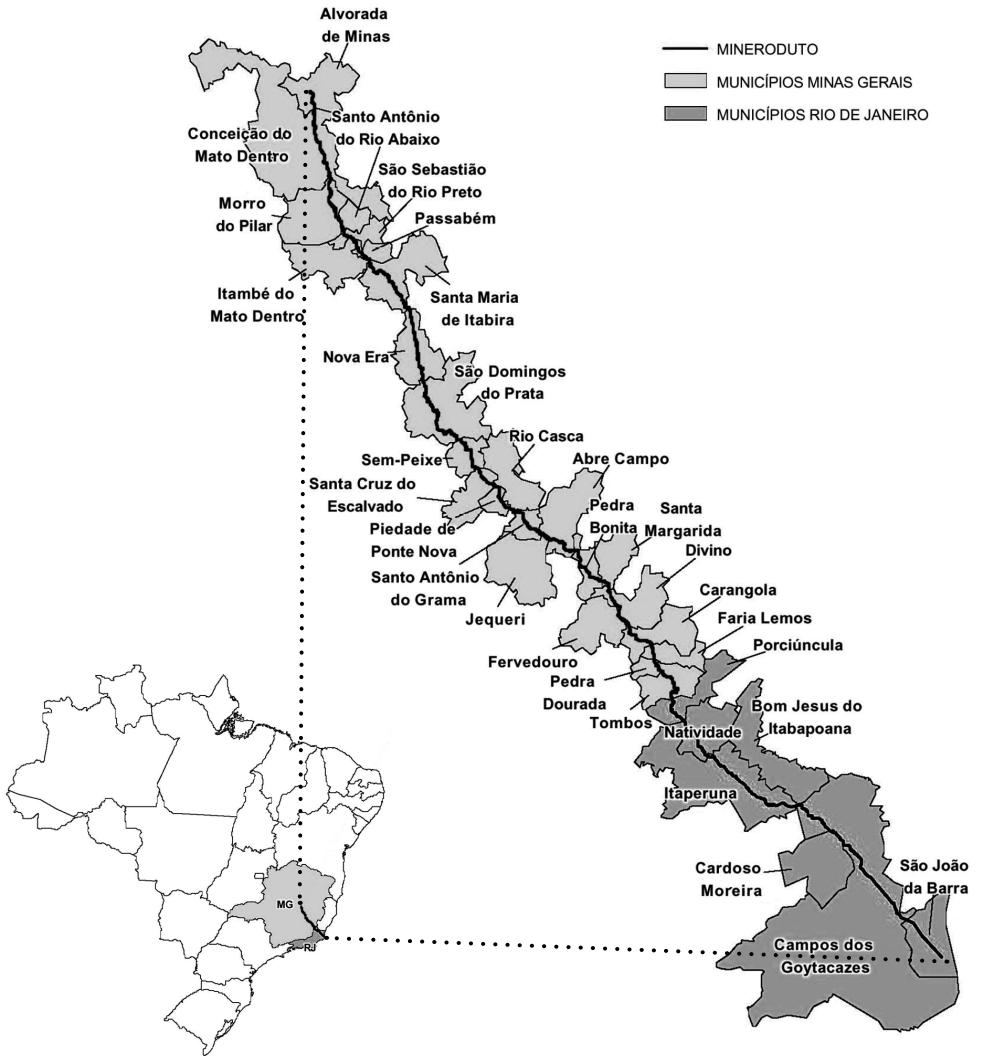 Alvorada
de Minas
MINERODUTO
MUNICÍPIOS MINAS GERAIS
MUNICÍPIOS RIO DE JANEIRO
Santo Antônio
do Rio Abaixo
Conceição do
Mato Dentro
São Sebastião
do Rio Preto
Morro
do Pilar
Passabém
Itambé do
Mato Dentro
Santa Maria
de Itabira
Nova Era
São Domingos
do Prata
Rio Casca
Sem-Peixe
Abre Campo
Santa Cruz do
Escalvado
Pedra
Bonita
Santa
Margarida
Piedade de
Ponte Nova
Divino
Santo Antônio
do Grama
Jequeri
Carangola
Faria Lemos
Porciúncula
Fervedouro
Pedra
Dourada
Tombos
Bom Jesus do
Itabapoana
Natividade
Itaperuna
Cardoso
Moreira
São João
da Barra
MG
RJ
Campos dos
Goytacazes